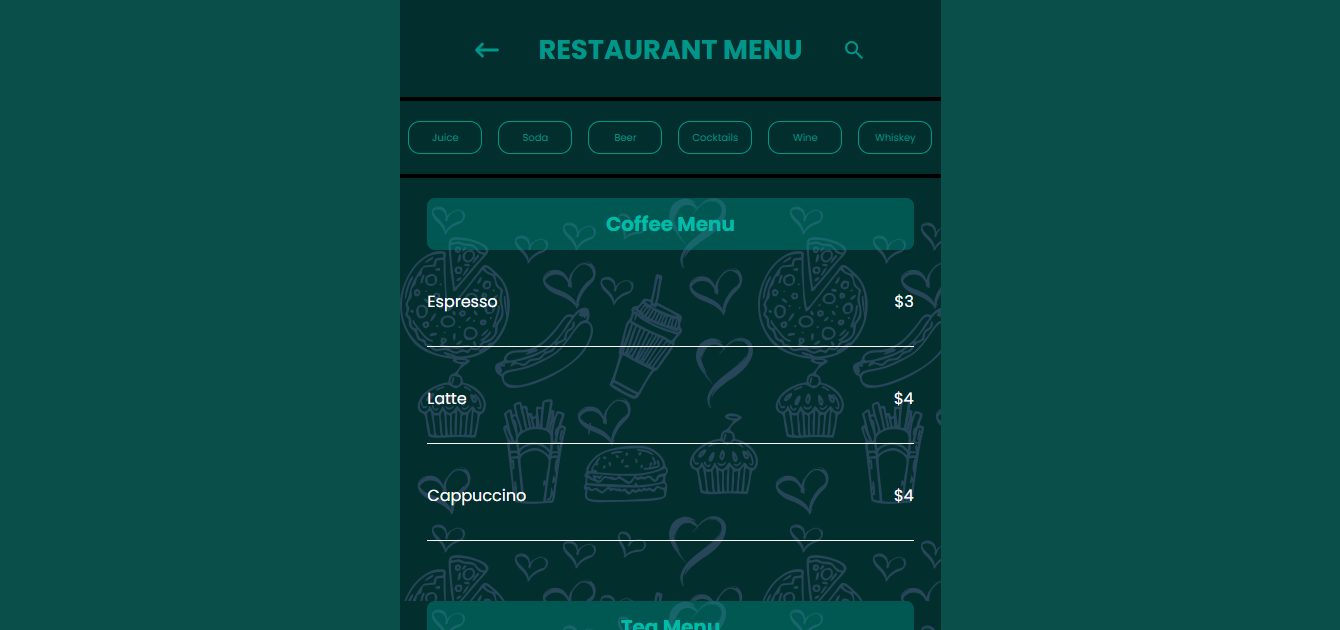 RESTAURANT MENU
Juice Soda Beer Cocktails Wine Whiskey
Coffee Menu
Espresso $3
Latte $4
Cappuccino $4
Tea Menu